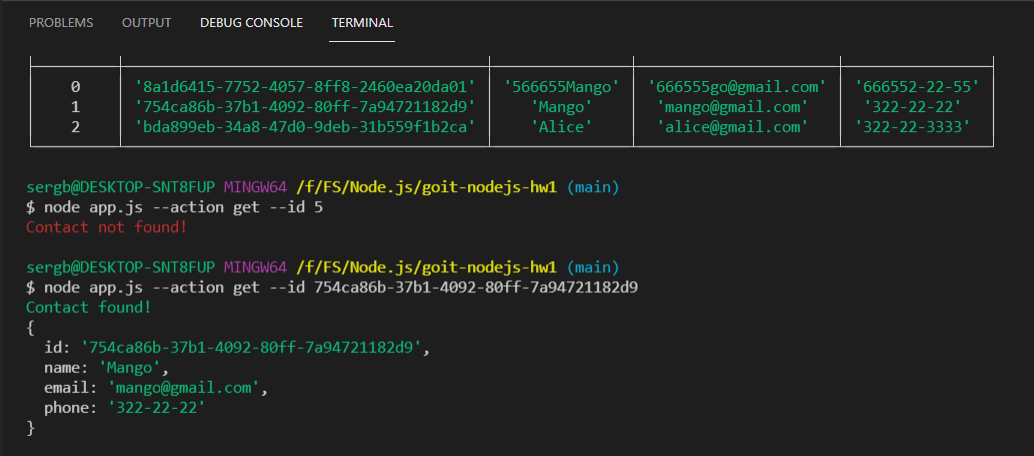 PROBLEMS OUTPUT DEBUG CONSOLE TERMINAL
0 '8a1d6415-7752-4057-8ff8-2460ea20da01' '566655Mango' '666555go@gmail.com' '666552-22-55'
1 '754ca86b-37b1-4092-80ff-7a94721182d9' 'Mango' 'mango@gmail.com' '322-22-22'
2 'bda899eb-34a8-47d0-9deb-31b559f1b2ca' 'Alice' 'alice@gmail.com' '322-22-3333'
sergb@DESKTOP-SNT8FUP MINGW64 /f/FS/Node.js/goit-nodejs-hw1 (main)
$ node app.js --action get --id 5
Contact not found!
sergb@DESKTOP-SNT8FUP MINGW64 /f/FS/Node.js/goit-nodejs-hw1 (main)
$ node app.js --action get --id 754ca86b-37b1-4092-80ff-7a94721182d9
Contact found!
{
  id: '754ca86b-37b1-4092-80ff-7a94721182d9',
  name: 'Mango',
  email: 'mango@gmail.com',
  phone: '322-22-22'
}